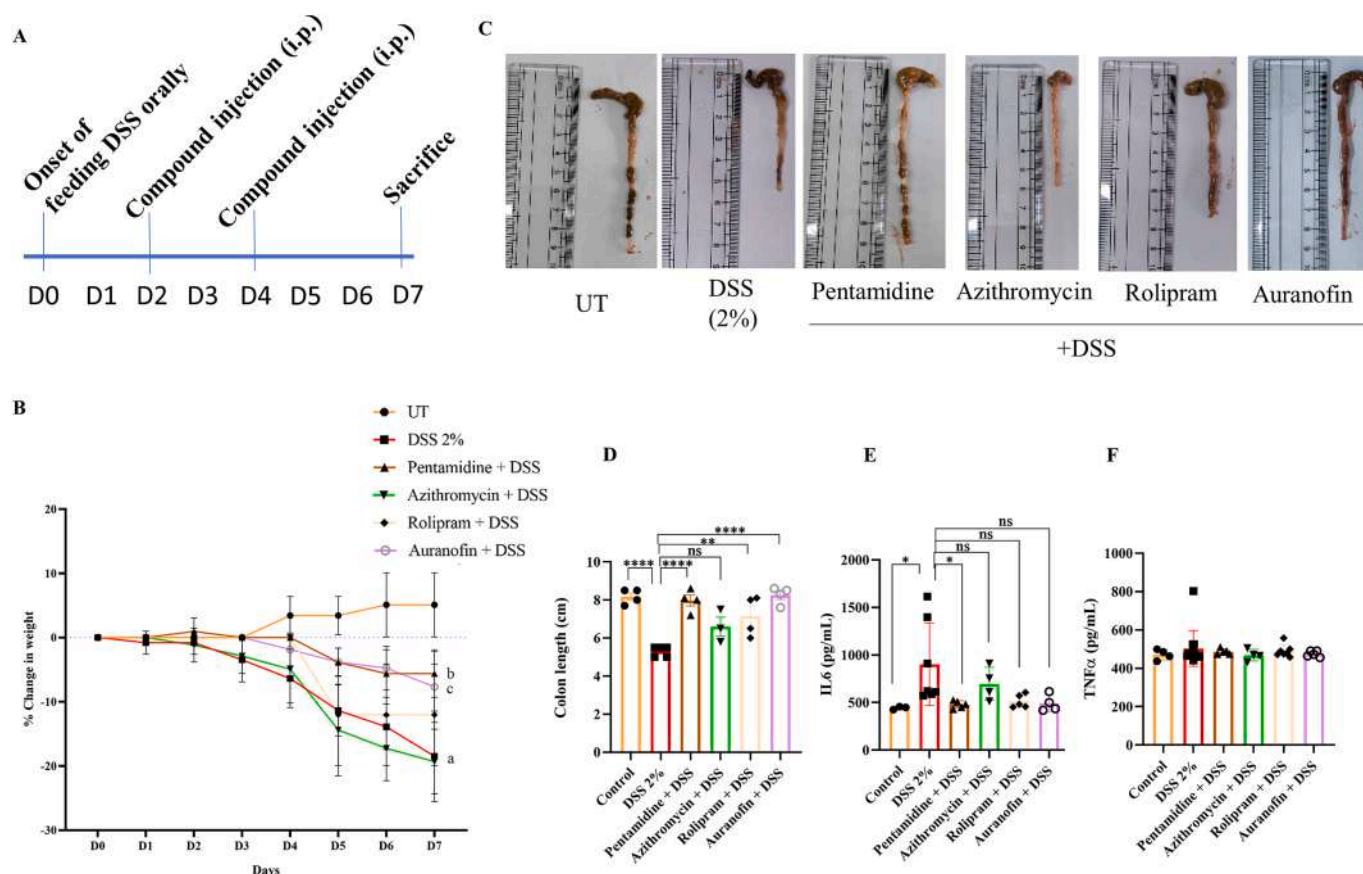 A
Onset of
feeding DSS orally
Compound injection (i.p.)
Compound injection (i.p.)
Sacrifice
D0 D1 D2 D3 D4 D5 D6 D7
C
UT
DSS
(2%)
Pentamidine
Azithromycin
Rolipram
Auranofin
+DSS
B
UT
DSS 2%
Pentamidine + DSS
Azithromycin + DSS
Rolipram + DSS
Auranofin + DSS
% Change in weight
20
10
0
-10
-20
-30
b
c
a
D0 D1 D2 D3 D4 D5 D6 D7
Days
D
Colon length (cm)
10
8
6
4
2
0
****
**
ns
**** ****
Control
DSS 2%
Pentamidine + DSS
Azithromycin + DSS
Rolipram + DSS
Auranofin + DSS
E
IL6 (pg/mL)
2000
1500
1000
500
0
ns
ns
ns
* *
Control
DSS 2%
Pentamidine + DSS
Azithromycin + DSS
Rolipram + DSS
Auranofin + DSS
F
TNFα (pg/mL)
1000
800
600
400
200
0
Control
DSS 2%
Pentamidine + DSS
Azithromycin + DSS
Rolipram + DSS
Auranofin + DSS